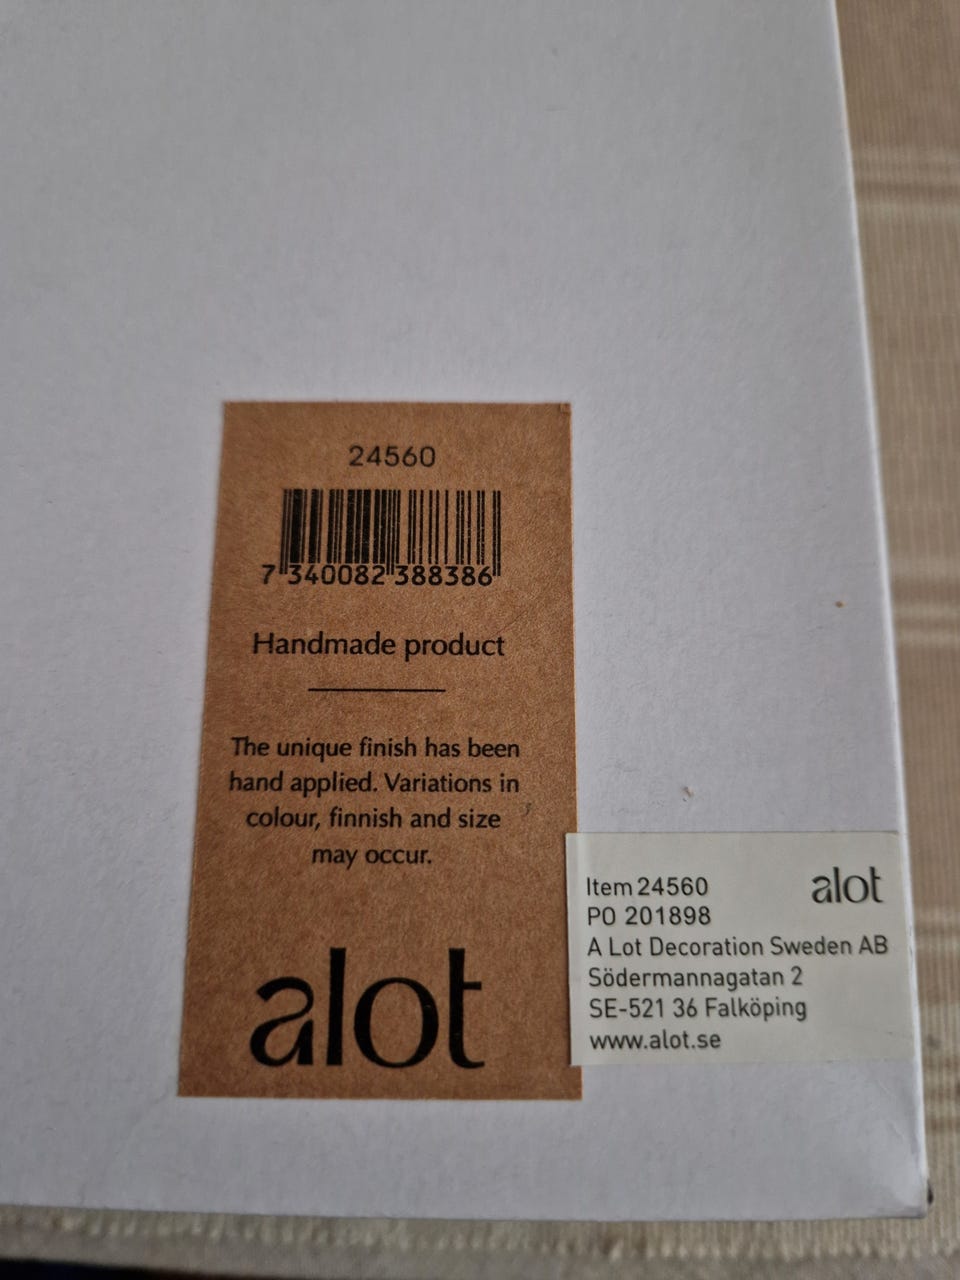 24560
7 340082 388386
Handmade product
The unique finish has been
hand applied. Variations in
colour, finnish and size
may occur.
alot
Item 24560
alot
PO 201898
A Lot Decoration Sweden AB
Södermannagatan 2
SE-521 36 Falköping
www.alot.se